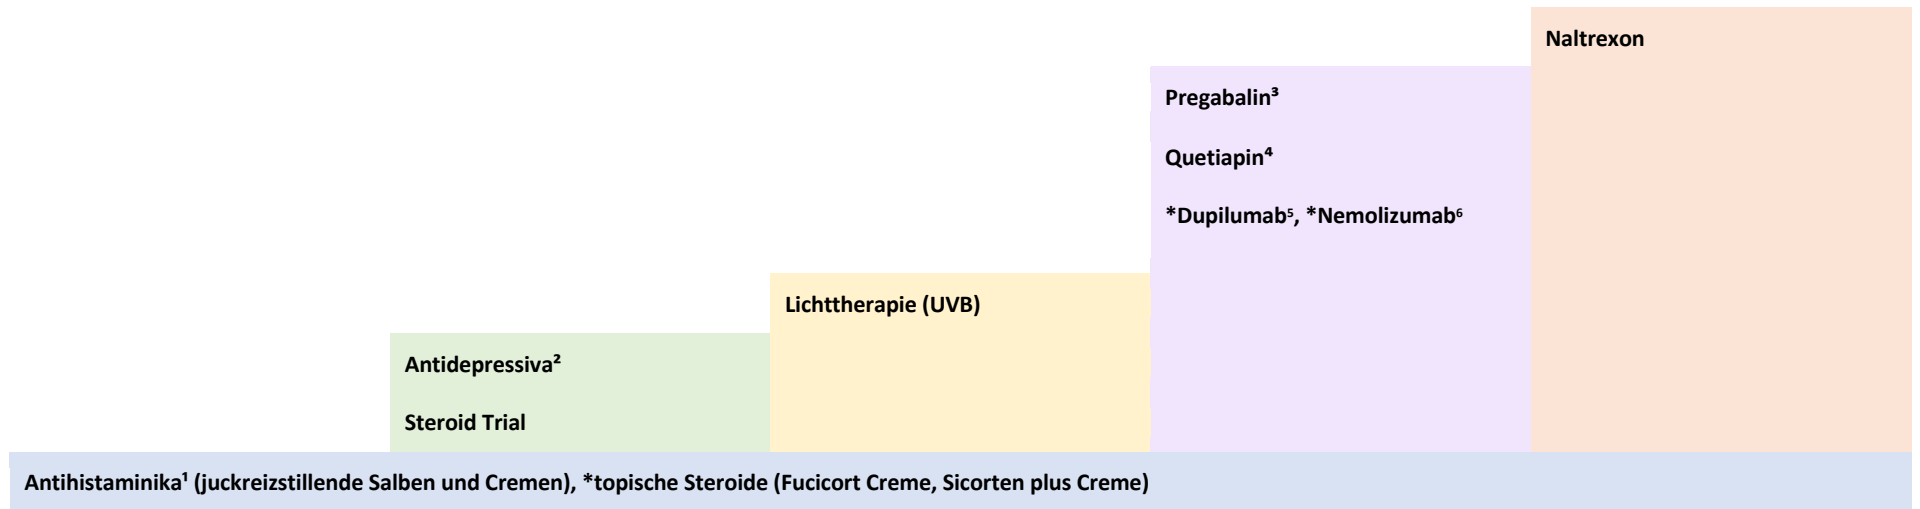 Naltrexon
Pregabalin³
Quetiapin⁴
*Dupilumab⁵, *Nemolizumab⁶
Lichttherapie (UVB)
Antidepressiva²
Steroid Trial
Antihistaminika¹ (juckreizstillende Salben und Cremen), *topische Steroide (Fucicort Creme, Sicorten plus Creme)